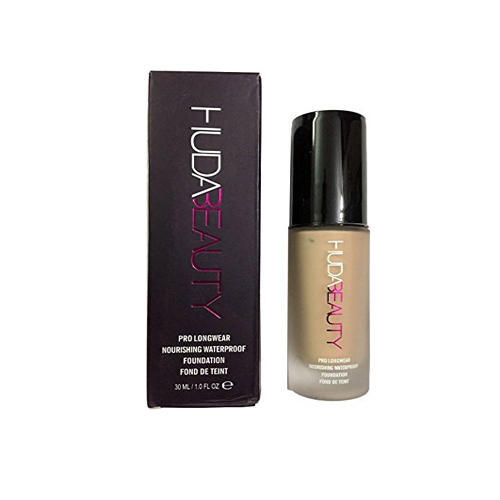 HUDABEAUTY
PRO LONGWEAR
NOURISHING WATERPROOF
FOUNDATION
FOND DE TEINT
30 ML / 1.0 FL OZ ℮
HUDABEAUTY
PRO LONGWEAR
NOURISHING WATERPROOF
FOUNDATION
FOND DE TEINT